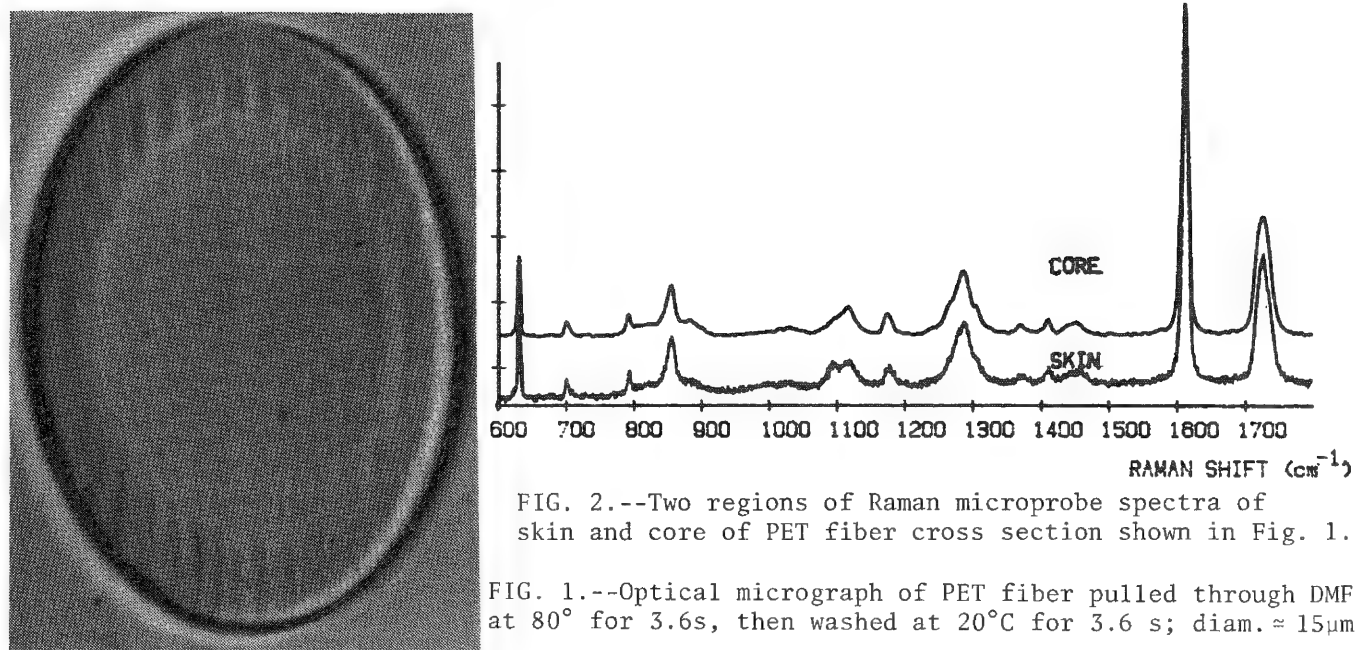 CORE
SKIN
600 700 800 900 1000 1100 1200 1300 1400 1500 1600 1700
RAMAN SHIFT (cm⁻¹)
FIG. 2.--Two regions of Raman microprobe spectra of
skin and core of PET fiber cross section shown in Fig. 1.
FIG. 1.--Optical micrograph of PET fiber pulled through DMF
at 80° for 3.6s, then washed at 20°C for 3.6 s; diam. ≈ 15μm